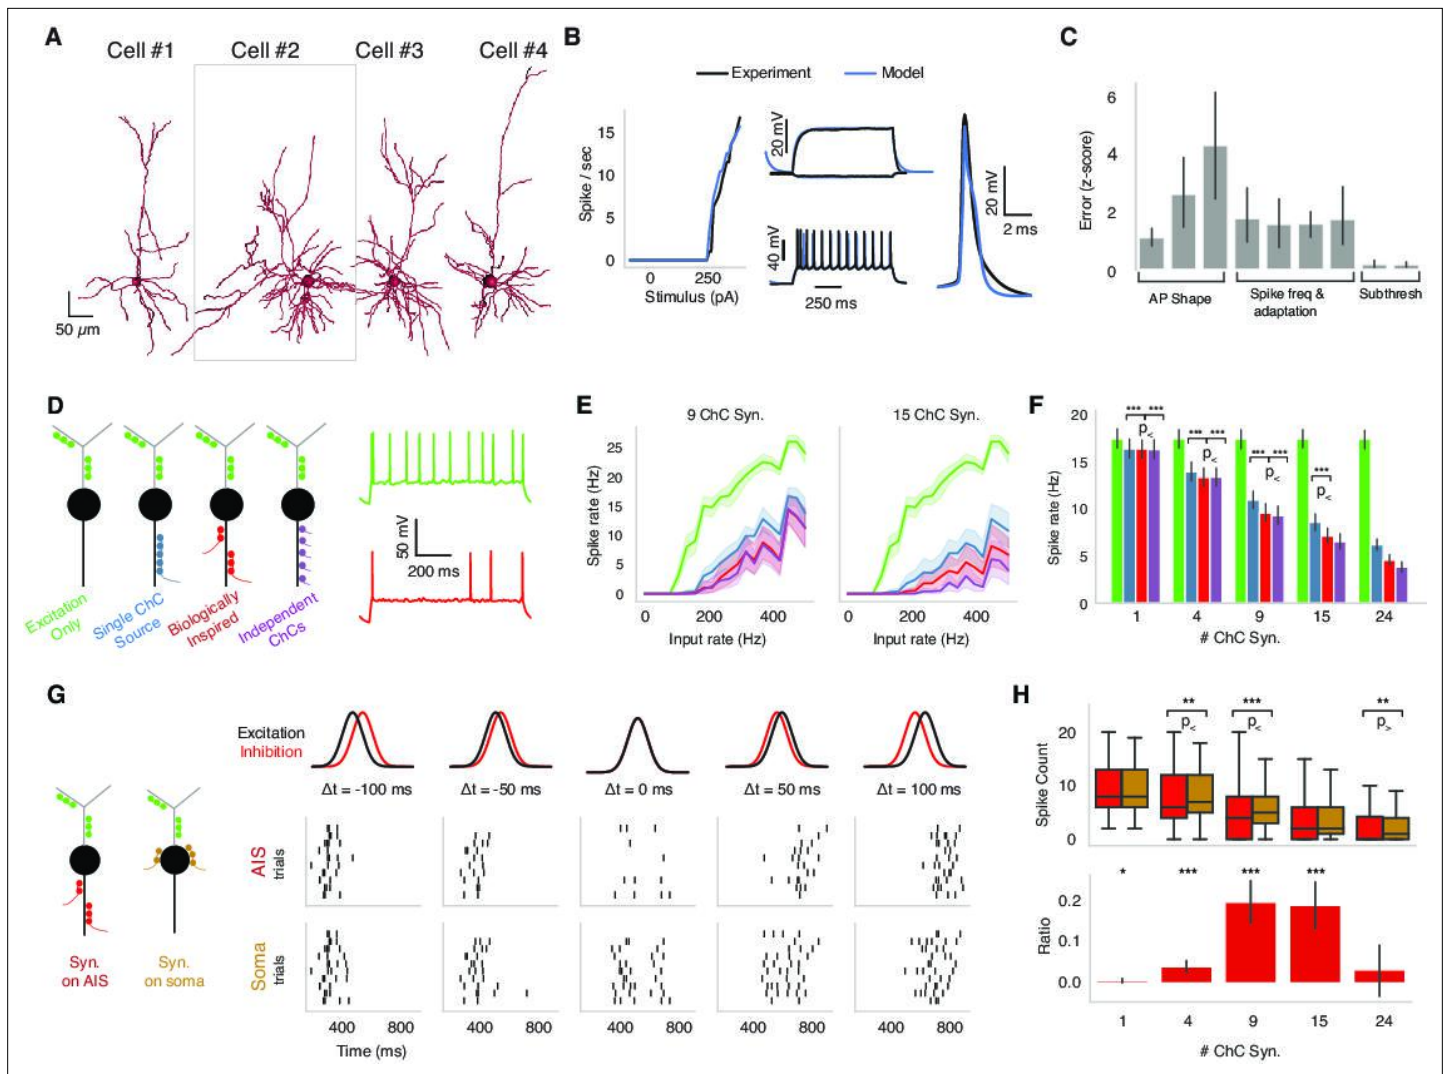 A
Cell #1
Cell #2
Cell #3
Cell #4
50 µm
B
Experiment
Model
Spike / sec
15
10
5
0
0
250
Stimulus (pA)
20 mV
40 mV
250 ms
20 mV
2 ms
C
Error (z-score)
6
4
2
0
AP Shape
Spike freq &
adaptation
Subthresh
D
Excitation
Only
Single ChC
Source
Biologically
Inspired
Independent
ChCs
50 mV
200 ms
E
9 ChC Syn.
15 ChC Syn.
Spike rate (Hz)
25
20
15
10
5
0
200
400
Input rate (Hz)
Spike rate (Hz)
25
20
15
10
5
0
200
400
Input rate (Hz)
F
Spike rate (Hz)
20
15
10
5
0
*** ***
p<
*** ***
p<
*** ***
p<
***
p<
1
4
9
15
24
# ChC Syn.
G
Excitation
Inhibition
Δt = -100 ms
Δt = -50 ms
Δt = 0 ms
Δt = 50 ms
Δt = 100 ms
AIS
trials
Soma
trials
Syn.
on AIS
Syn.
on soma
400
800
400
800
400
800
400
800
400
800
Time (ms)
H
Spike Count
20
10
0
**
p<
***
p<
**
p>
Ratio
0.2
0.1
0.0
*
***
***
***
1
4
9
15
24
# ChC Syn.